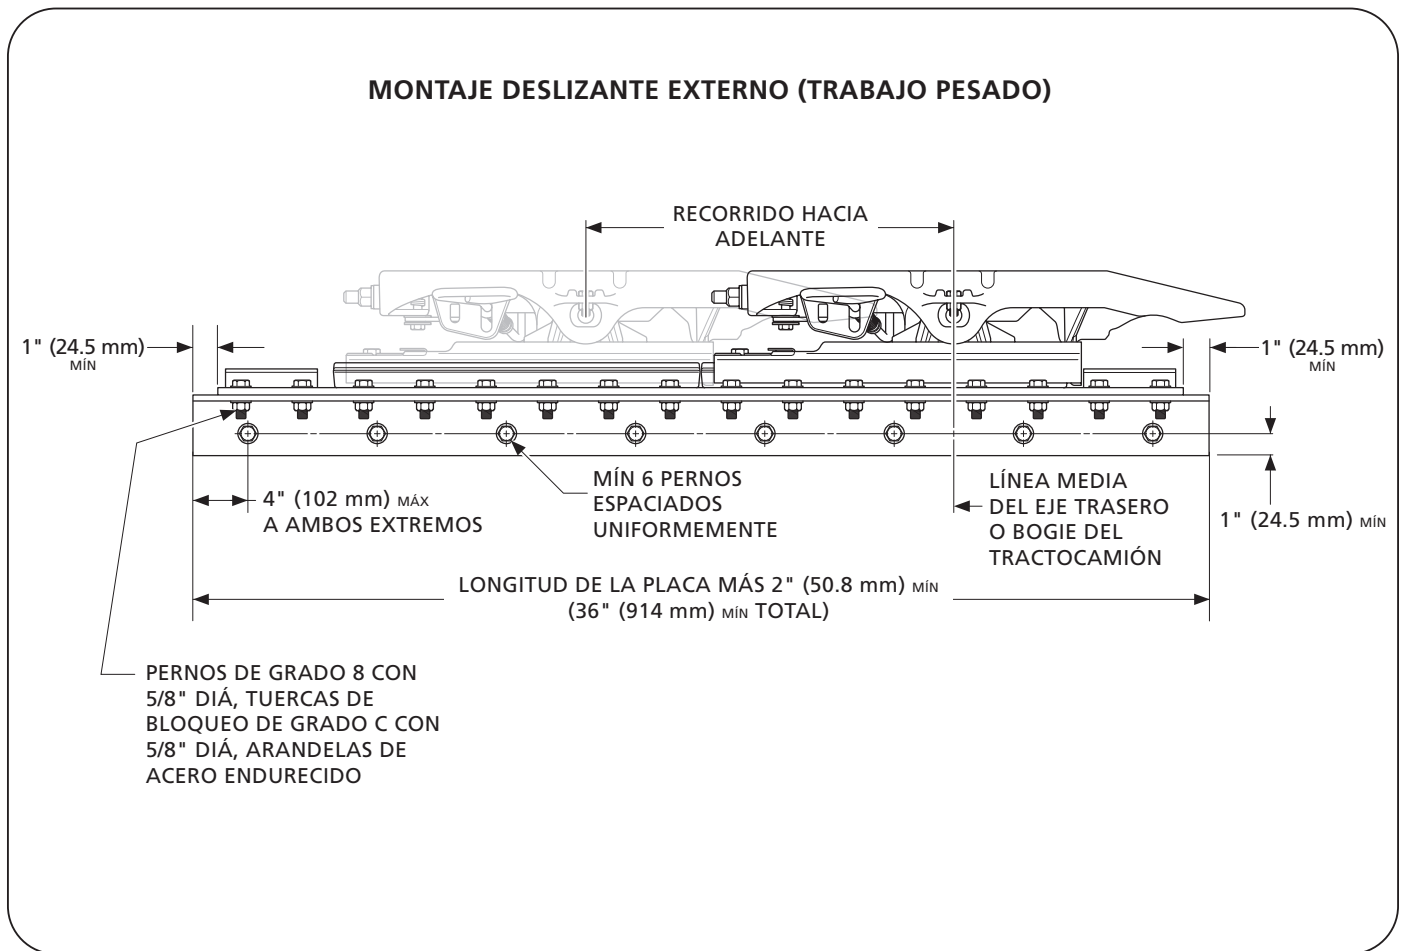 MONTAJE DESLIZANTE EXTERNO (TRABAJO PESADO)
RECORRIDO HACIA
ADELANTE
1" (24.5 mm)
MÍN
1" (24.5 mm)
MÍN
4" (102 mm) MÁX
A AMBOS EXTREMOS
MÍN 6 PERNOS
ESPACIADOS
UNIFORMEMENTE
LÍNEA MEDIA
DEL EJE TRASERO
O BOGIE DEL
TRACTOCAMIÓN
1" (24.5 mm) MÍN
LONGITUD DE LA PLACA MÁS 2" (50.8 mm) MÍN
(36" (914 mm) MÍN TOTAL)
PERNOS DE GRADO 8 CON
5/8" DIÁ, TUERCAS DE
BLOQUEO DE GRADO C CON
5/8" DIÁ, ARANDELAS DE
ACERO ENDURECIDO